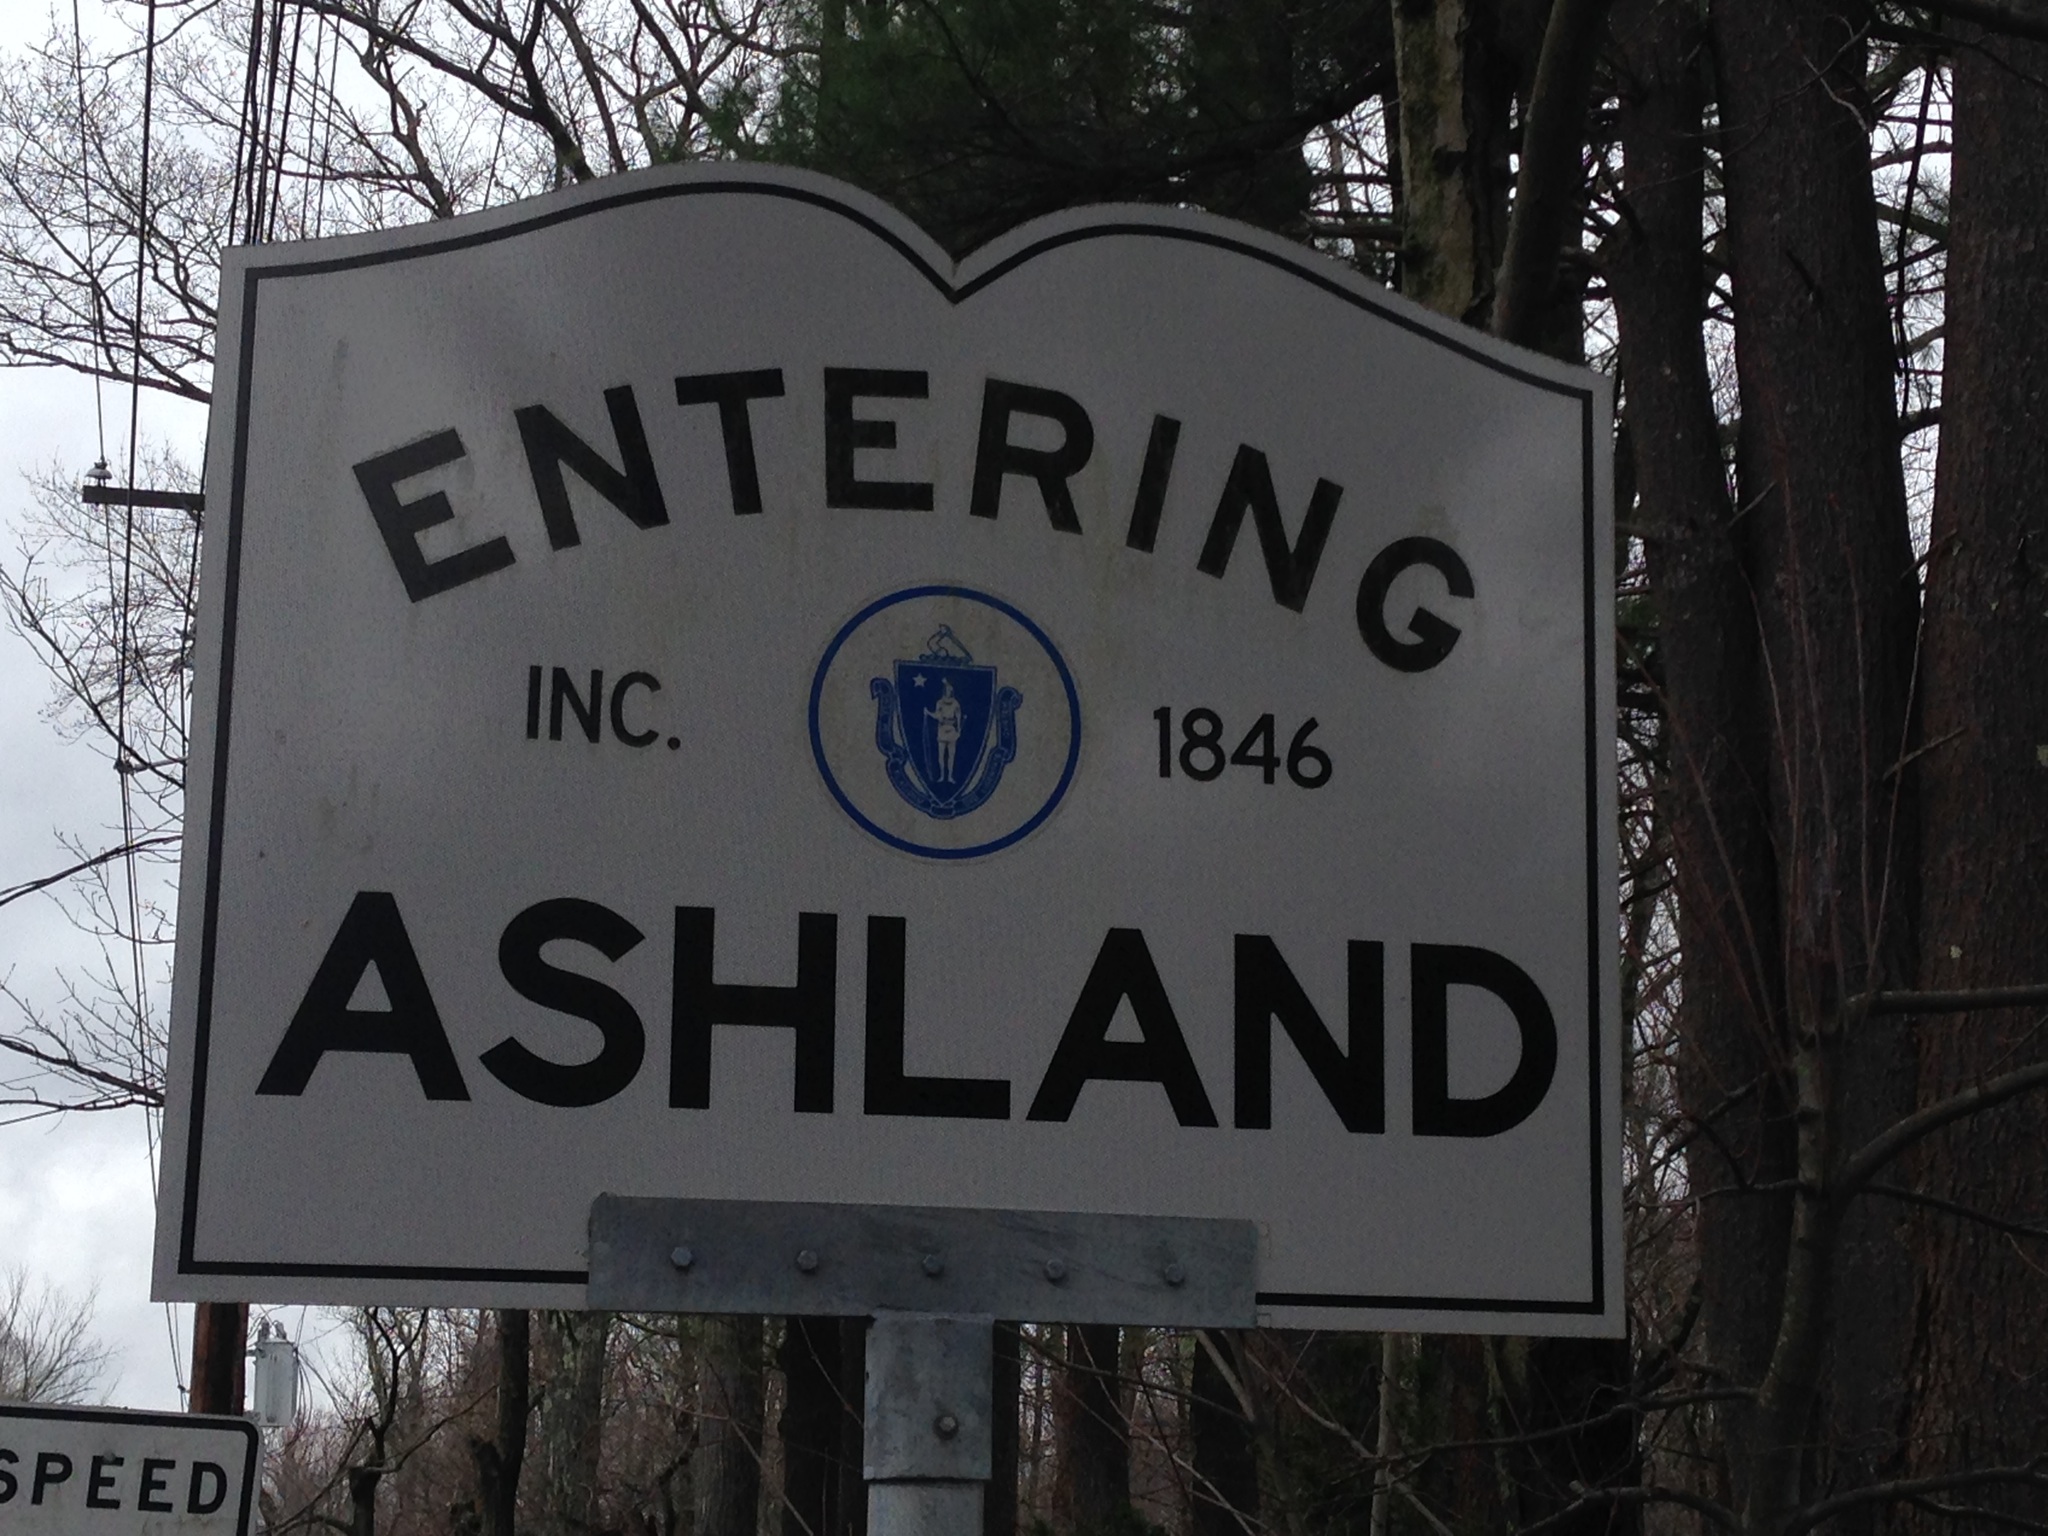 ENTERING
INC. 1846
ASHLAND
SPEED